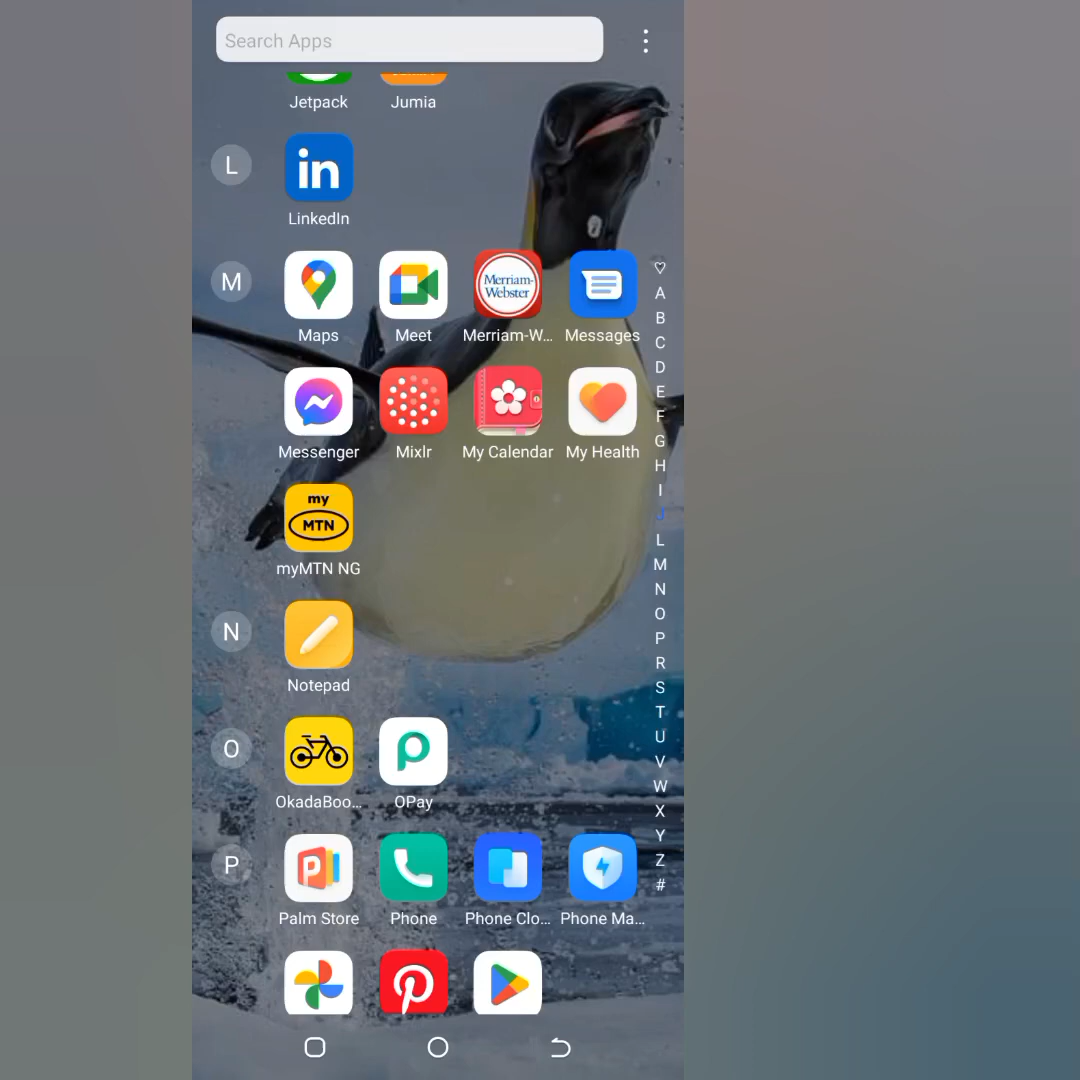 Search Apps
Jetpack Jumia
L
in
LinkedIn
M
Merriam-
Webster
Maps Meet Merriam-W... Messages
Messenger Mixlr My Calendar My Health
my
MTN
myMTN NG
N
Notepad
O
OkadaBoo... OPay
P
Palm Store Phone Phone Clo... Phone Ma...
A
B
C
D
E
F
G
H
I
J
L
M
N
O
P
R
S
T
U
V
W
X
Y
Z
#